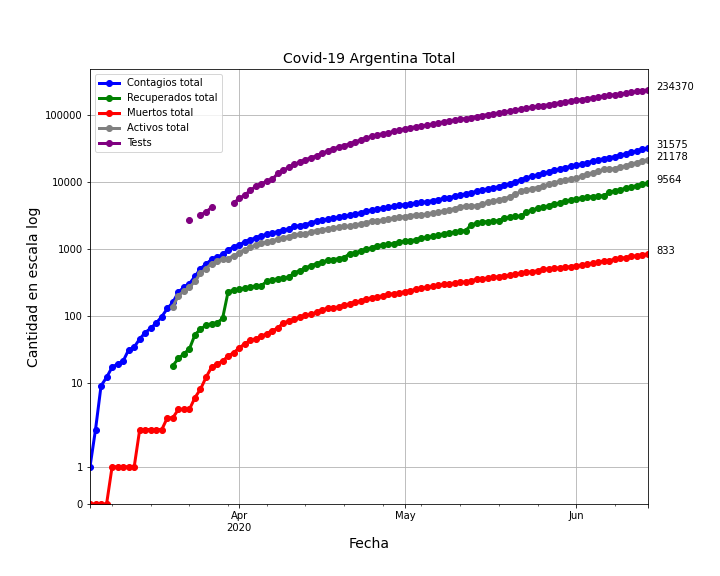 Covid-19 Argentina Total
Contagios total
Recuperados total
Muertos total
Activos total
Tests
Cantidad en escala log
100000
10000
1000
100
10
1
0
234370
31575
21178
9564
833
Apr
2020
May
Jun
Fecha